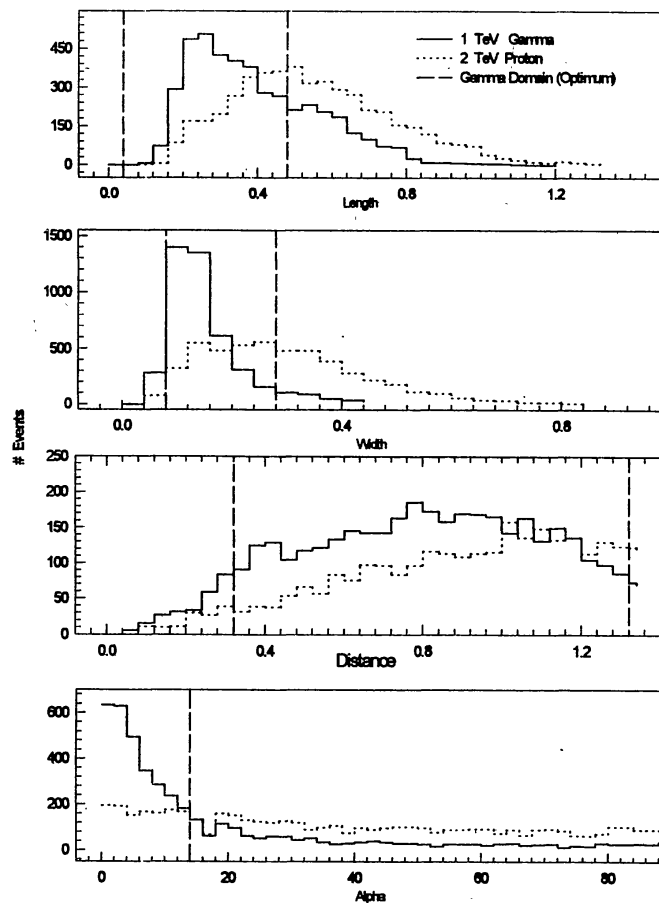 450
300
150
0
1 TeV Gamma
2 TeV Proton
Gamma Domain (Optimum)
0.0 0.4 0.8 1.2
Length
1500
1000
500
0
0.0 0.4 0.8
Width
# Events
250
200
150
100
50
0
0.0 0.4 0.8 1.2
Distance
600
400
200
0
0 20 40 60 80
Alpha